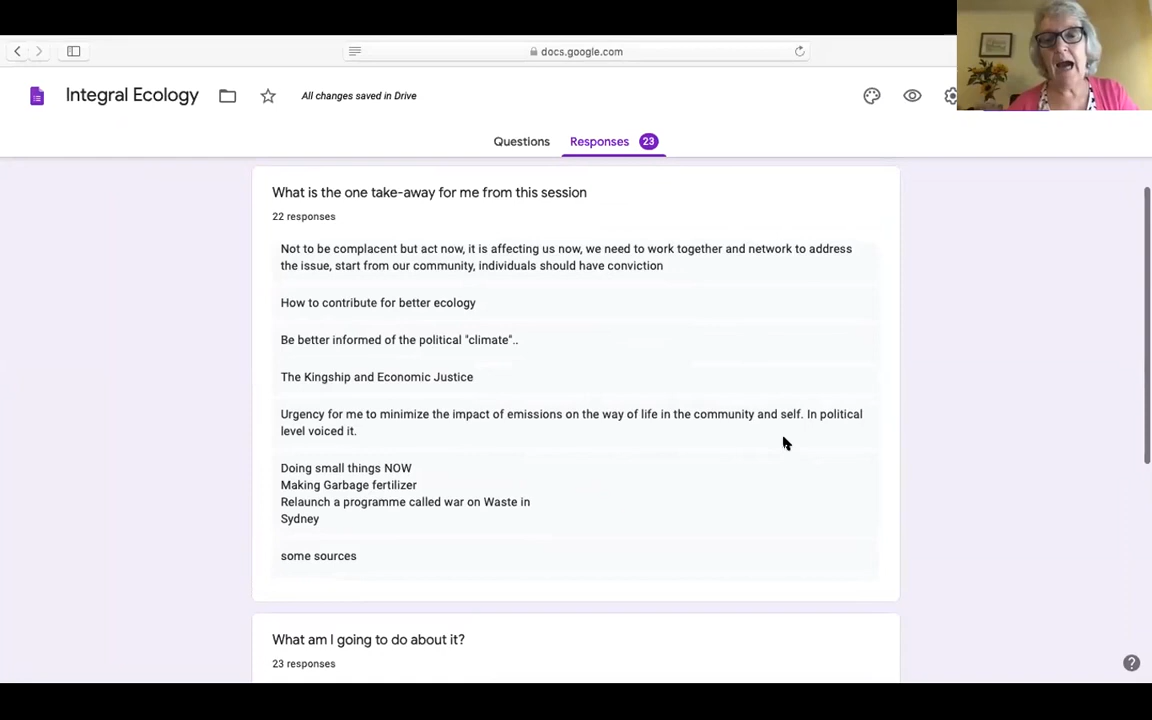 docs.google.com
Integral Ecology
All changes saved in Drive
Questions
Responses 23
What is the one take-away for me from this session
22 responses
Not to be complacent but act now, it is affecting us now, we need to work together and network to address
the issue, start from our community, individuals should have conviction
How to contribute for better ecology
Be better informed of the political "climate"..
The Kingship and Economic Justice
Urgency for me to minimize the impact of emissions on the way of life in the community and self. In political
level voiced it.
Doing small things NOW
Making Garbage fertilizer
Relaunch a programme called war on Waste in
Sydney
some sources
What am I going to do about it?
23 responses